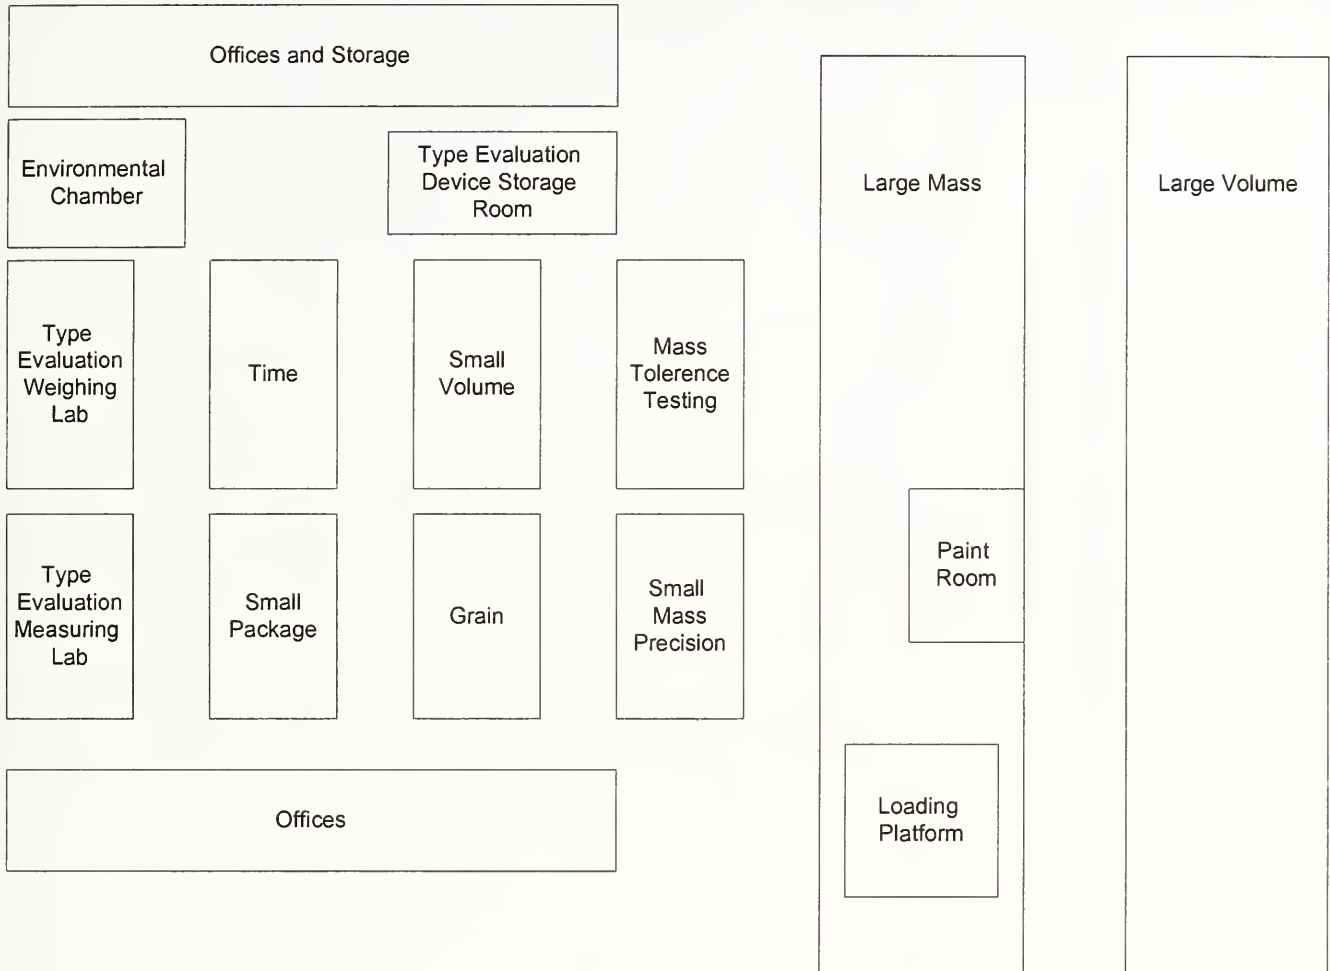 Offices and Storage
Environmental
Chamber
Type Evaluation
Device Storage
Room
Large Mass
Large Volume
Type
Evaluation
Weighing
Lab
Time
Small
Volume
Mass
Tolerence
Testing
Type
Evaluation
Measuring
Lab
Small
Package
Grain
Small
Mass
Precision
Paint
Room
Offices
Loading
Platform